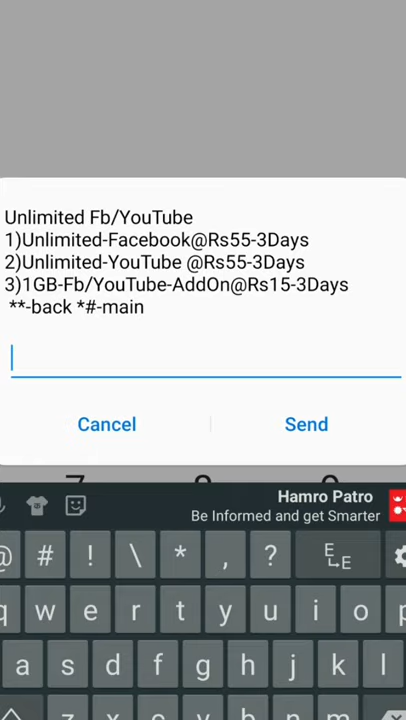 Unlimited Fb/YouTube
1)Unlimited-Facebook@Rs55-3Days
2)Unlimited-YouTube @Rs55-3Days
3)1GB-Fb/YouTube-AddOn@Rs15-3Days
**-back *#-main
Cancel
Send
Hamro Patro
Be Informed and get Smarter
@ # ! \ * , ?
q w e r t y u i o p
a s d f g h j k l
z x c v b n m